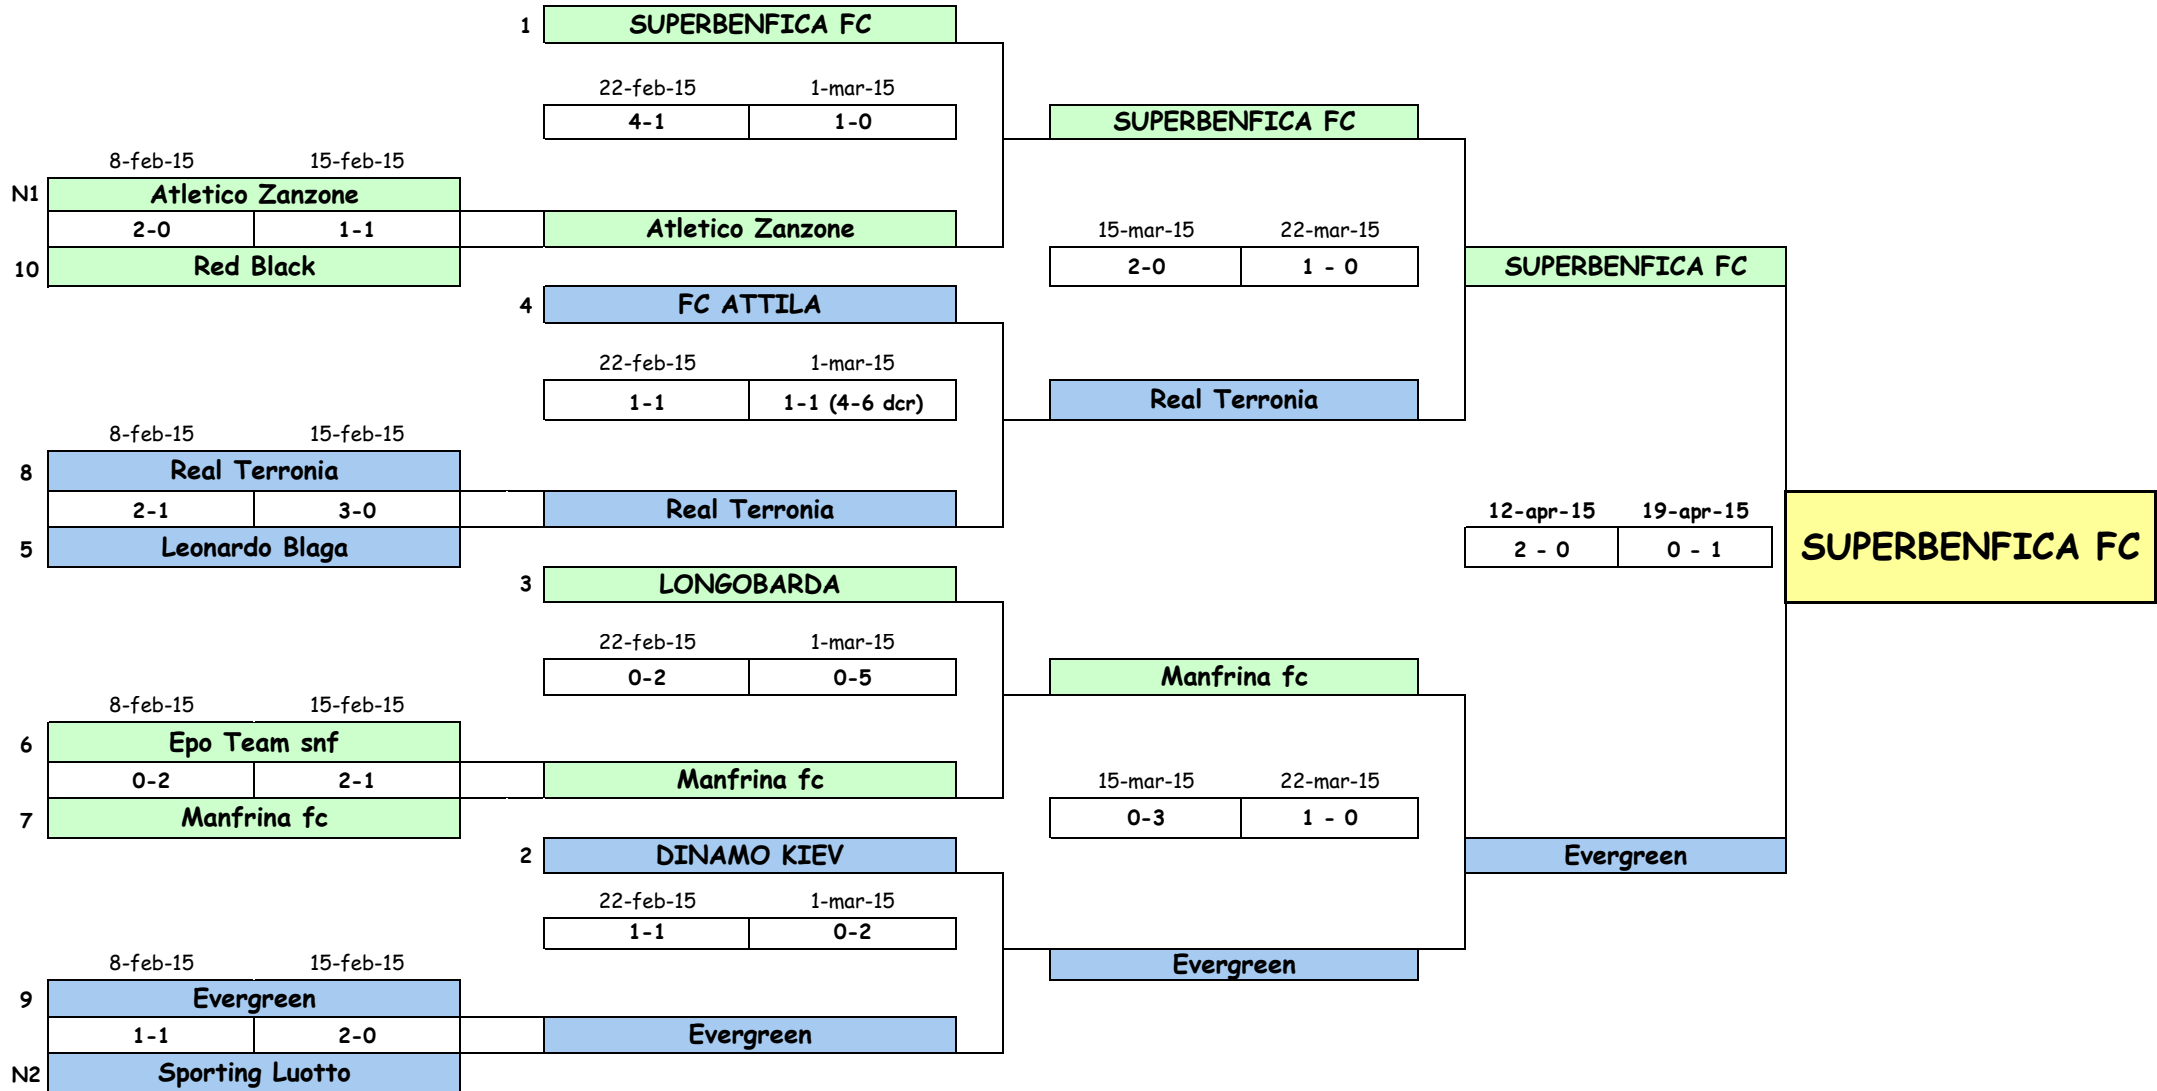 1 SUPERBENFICA FC
22-feb-15 1-mar-15
4-1 1-0
SUPERBENFICA FC
8-feb-15 15-feb-15
N1 Atletico Zanzone
2-0 1-1
Atletico Zanzone
15-mar-15 22-mar-15
10 Red Black
2-0 1 - 0
SUPERBENFICA FC
4 FC ATTILA
22-feb-15 1-mar-15
1-1 1-1 (4-6 dcr)
Real Terronia
8-feb-15 15-feb-15
8 Real Terronia
2-1 3-0
Real Terronia
12-apr-15 19-apr-15
5 Leonardo Blaga
2 - 0 0 - 1
SUPERBENFICA FC
3 LONGOBARDA
22-feb-15 1-mar-15
0-2 0-5
Manfrina fc
8-feb-15 15-feb-15
6 Epo Team snf
0-2 2-1
Manfrina fc
15-mar-15 22-mar-15
7 Manfrina fc
0-3 1 - 0
2 DINAMO KIEV
Evergreen
22-feb-15 1-mar-15
1-1 0-2
8-feb-15 15-feb-15
Evergreen
9 Evergreen
1-1 2-0
Evergreen
N2 Sporting Luotto